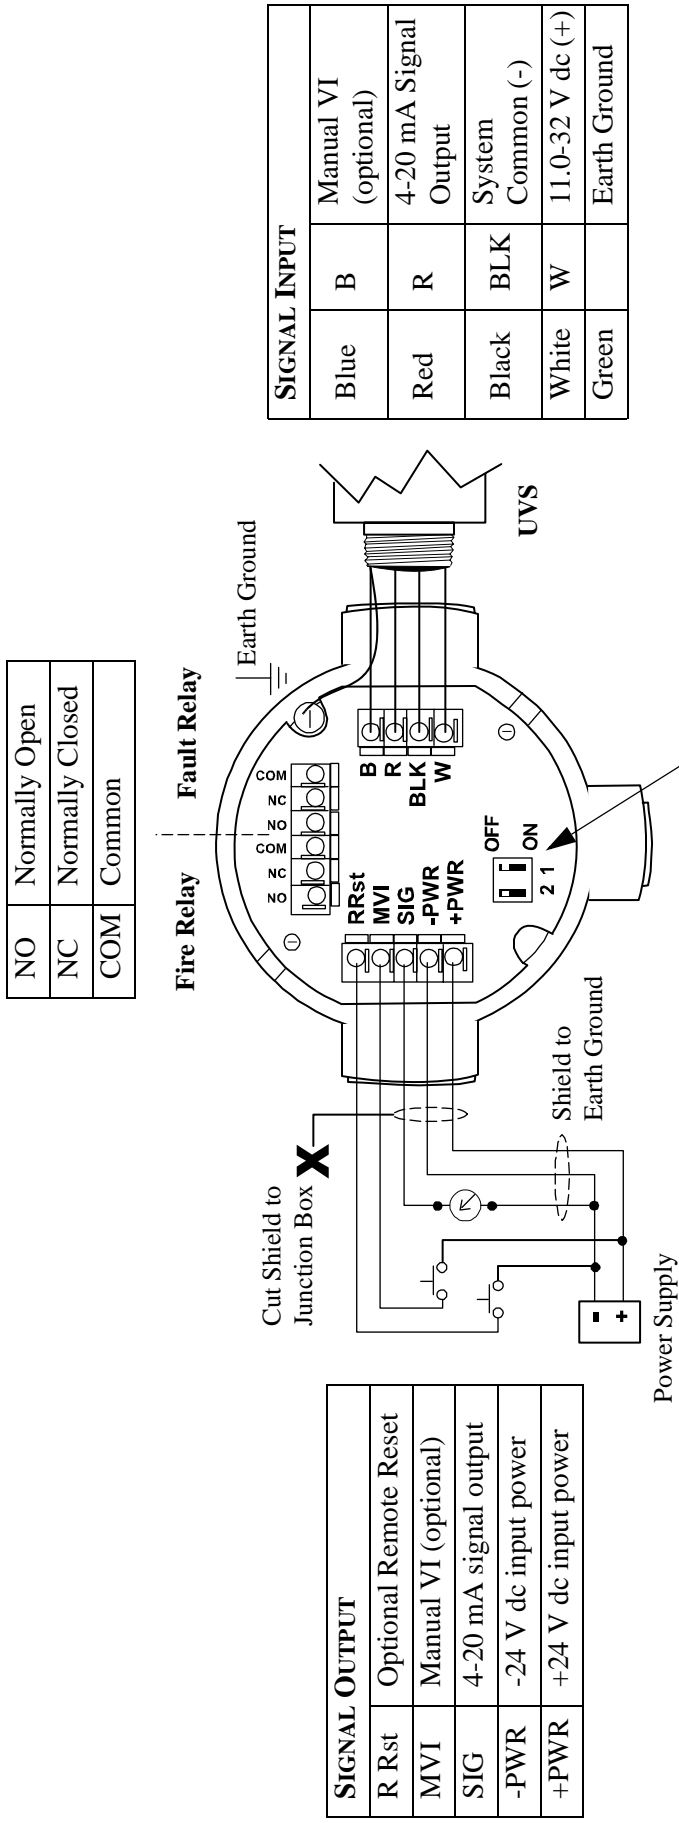 NO Normally Open
NC Normally Closed
COM Common
Fire Relay Fault Relay
Earth Ground
NO NC COM NO NC COM
RRst
MVI
SIG
-PWR
+PWR
B
R
BLK
W
OFF
ON
2 1
UVS
Cut Shield to
Junction Box X
Shield to
Earth Ground
-
+
Power Supply
SIGNAL OUTPUT
R Rst Optional Remote Reset
MVI Manual VI (optional)
SIG 4-20 mA signal output
-PWR -24 V dc input power
+PWR +24 V dc input power
SIGNAL INPUT
Blue B Manual VI
(optional)
Red R 4-20 mA Signal
Output
Black BLK System
Common (-)
White W 11.0-32 V dc (+)
Green Earth Ground